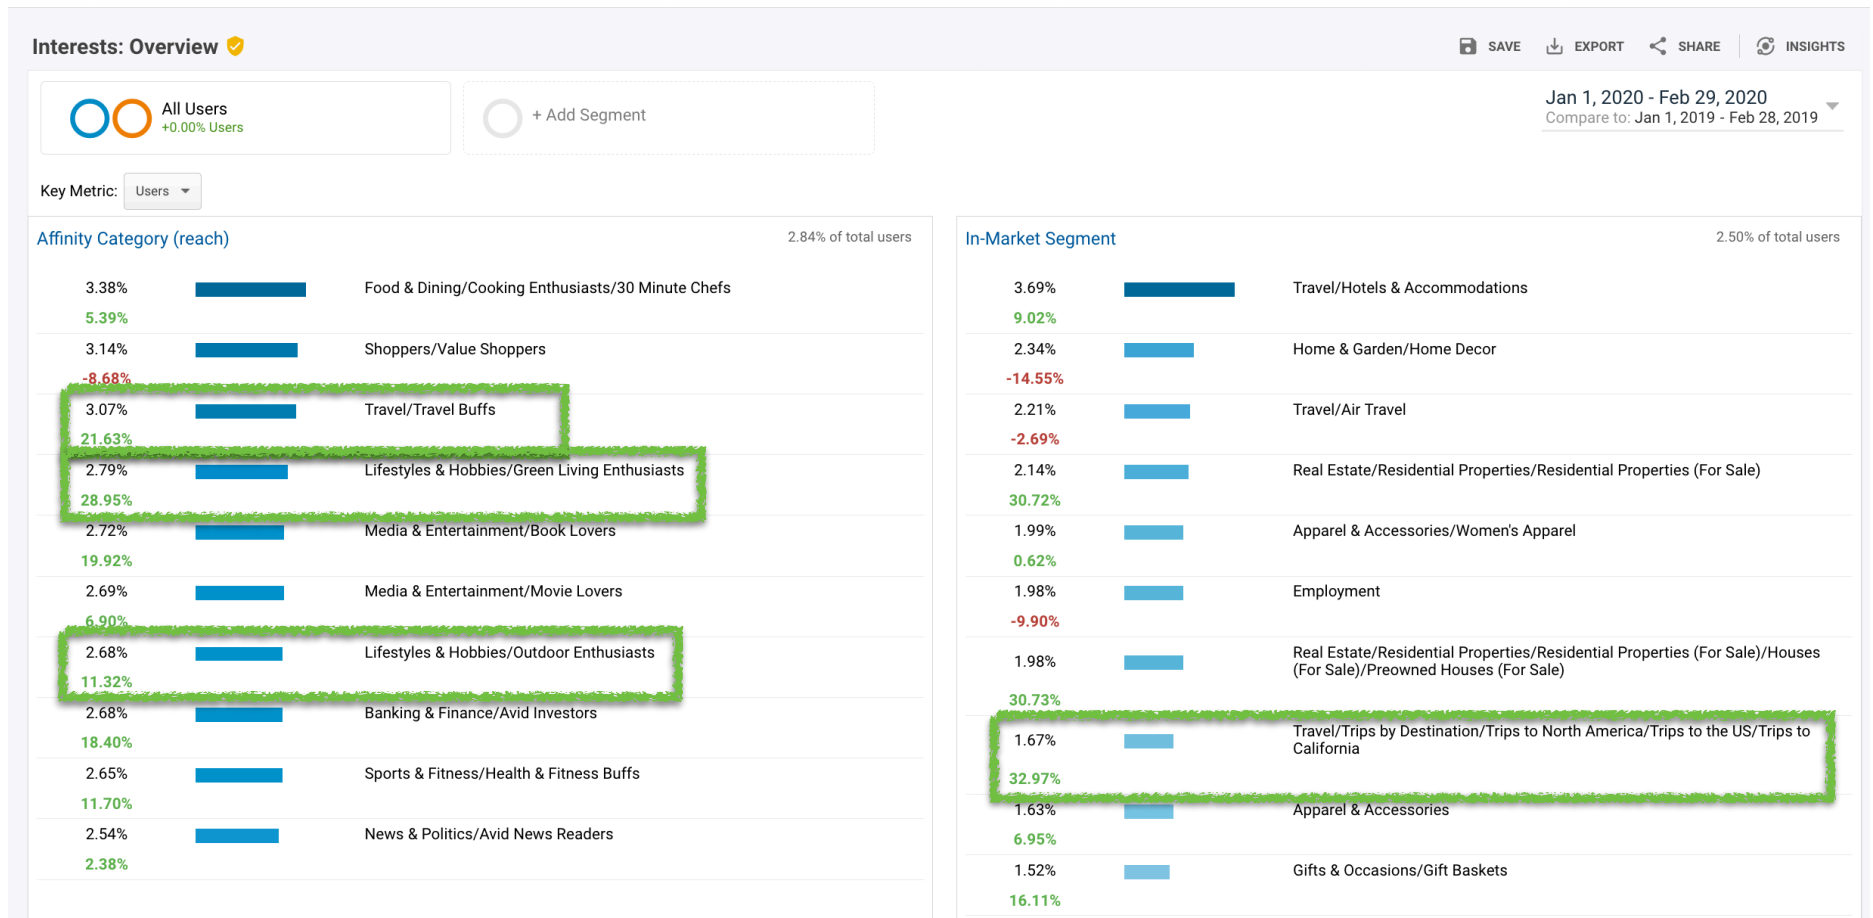 Interests: Overview
SAVE
EXPORT
SHARE
INSIGHTS
All Users
+0.00% Users
+ Add Segment
Jan 1, 2020 - Feb 29, 2020
Compare to: Jan 1, 2019 - Feb 28, 2019
Key Metric: Users
Affinity Category (reach)
2.84% of total users
3.38% Food & Dining/Cooking Enthusiasts/30 Minute Chefs
5.39%
3.14% Shoppers/Value Shoppers
-8.68%
3.07% Travel/Travel Buffs
21.63%
2.79% Lifestyles & Hobbies/Green Living Enthusiasts
28.95%
2.72% Media & Entertainment/Book Lovers
19.92%
2.69% Media & Entertainment/Movie Lovers
6.90%
2.68% Lifestyles & Hobbies/Outdoor Enthusiasts
11.32%
2.68% Banking & Finance/Avid Investors
18.40%
2.65% Sports & Fitness/Health & Fitness Buffs
11.70%
2.54% News & Politics/Avid News Readers
2.38%
In-Market Segment
2.50% of total users
3.69% Travel/Hotels & Accommodations
9.02%
2.34% Home & Garden/Home Decor
-14.55%
2.21% Travel/Air Travel
-2.69%
2.14% Real Estate/Residential Properties/Residential Properties (For Sale)
30.72%
1.99% Apparel & Accessories/Women's Apparel
0.62%
1.98% Employment
-9.90%
1.98% Real Estate/Residential Properties/Residential Properties (For Sale)/Houses
(For Sale)/Preowned Houses (For Sale)
30.73%
1.67% Travel/Trips by Destination/Trips to North America/Trips to the US/Trips to
California
32.97%
1.63% Apparel & Accessories
6.95%
1.52% Gifts & Occasions/Gift Baskets
16.11%